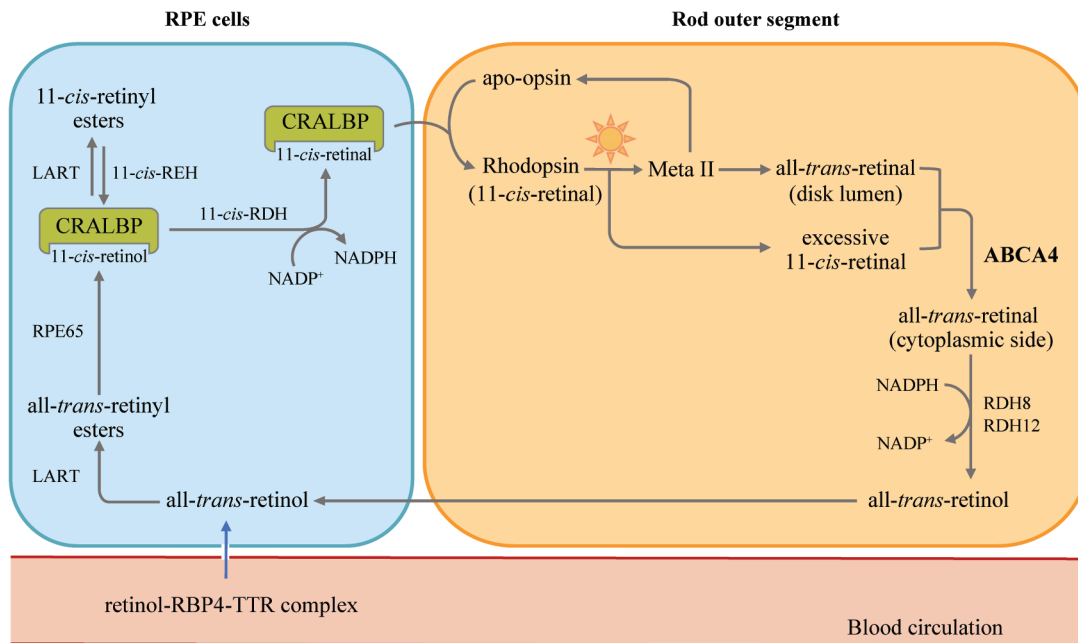 RPE cells
Rod outer segment
11-cis-retinyl
esters
LART
11-cis-REH
CRALBP
11-cis-retinol
11-cis-RDH
NADP⁺
NADPH
CRALBP
11-cis-retinal
RPE65
all-trans-retinyl
esters
LART
all-trans-retinol
apo-opsin
Rhodopsin
(11-cis-retinal)
Meta II
all-trans-retinal
(disk lumen)
excessive
11-cis-retinal
ABCA4
all-trans-retinal
(cytoplasmic side)
NADPH
NADP⁺
RDH8
RDH12
all-trans-retinol
retinol-RBP4-TTR complex
Blood circulation